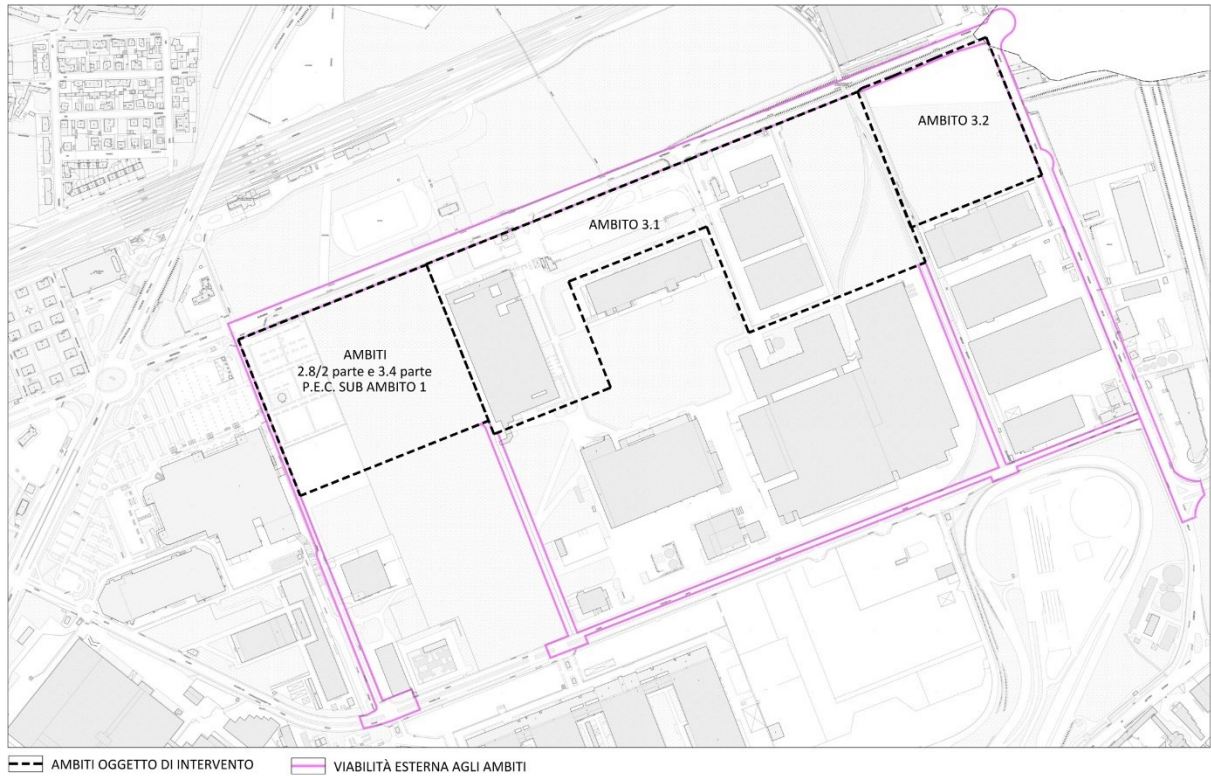 AMBITO 3.2
AMBITO 3.1
AMBITI
2.8/2 parte e 3.4 parte
P.E.C. SUB AMBITO 1
AMBITI OGGETTO DI INTERVENTO
VIABILITÀ ESTERNA AGLI AMBITI